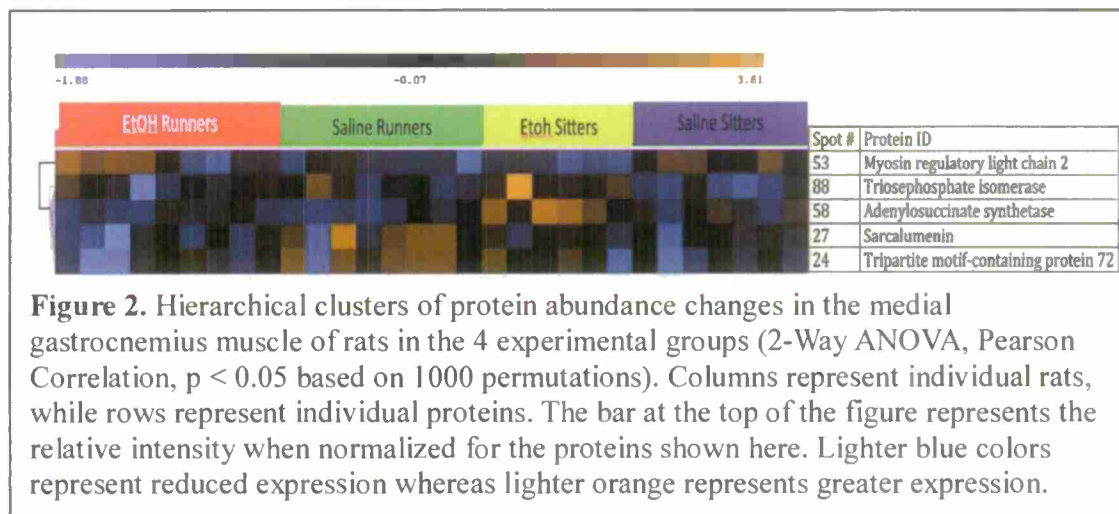 -1.88 -0.07 3.61
EtOH Runners Saline Runners Etoh Sitters Saline Sitters
Spot # Protein ID
53 Myosin regulatory light chain 2
88 Triosephosphate isomerase
58 Adenylosuccinate synthetase
27 Sarcalumenin
24 Tripartite motif-containing protein 72
Figure 2. Hierarchical clusters of protein abundance changes in the medial
gastrocnemius muscle of rats in the 4 experimental groups (2-Way ANOVA, Pearson
Correlation, p < 0.05 based on 1000 permutations). Columns represent individual rats,
while rows represent individual proteins. The bar at the top of the figure represents the
relative intensity when normalized for the proteins shown here. Lighter blue colors
represent reduced expression whereas lighter orange represents greater expression.